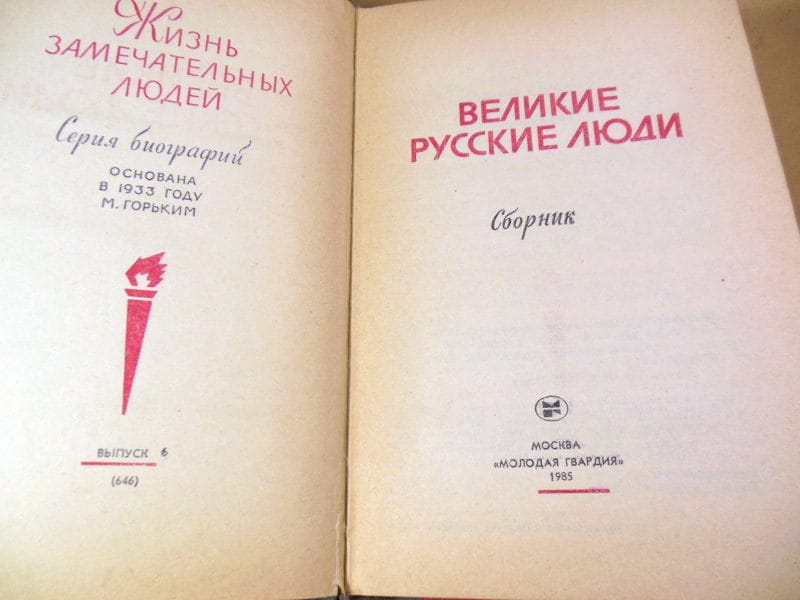 Жизнь
замечательных
людей
Серия биографий
ОСНОВАНА
В 1933 ГОДУ
М. ГОРЬКИМ
ВЫПУСК 6
(646)
ВЕЛИКИЕ
РУССКИЕ ЛЮДИ
Сборник
МОСКВА
«МОЛОДАЯ ГВАРДИЯ»
1985